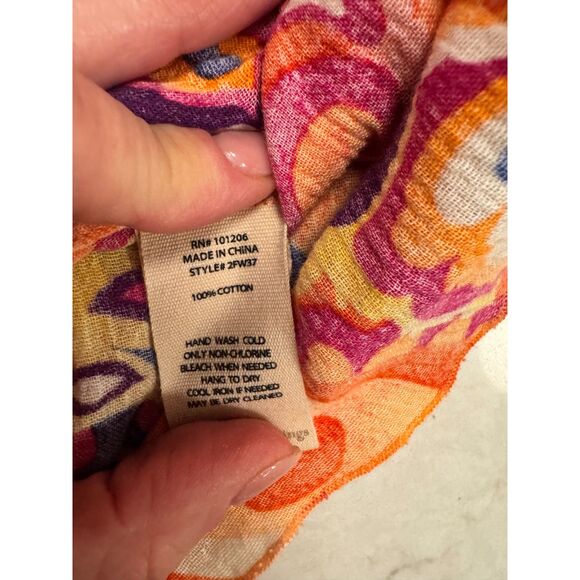 RN# 101206
MADE IN CHINA
STYLE# 2FW37
100% COTTON
HAND WASH COLD
ONLY NON-CHLORINE
BLEACH WHEN NEEDED
HANG TO DRY
COOL IRON IF NEEDED
MAY BE DRY CLEANED